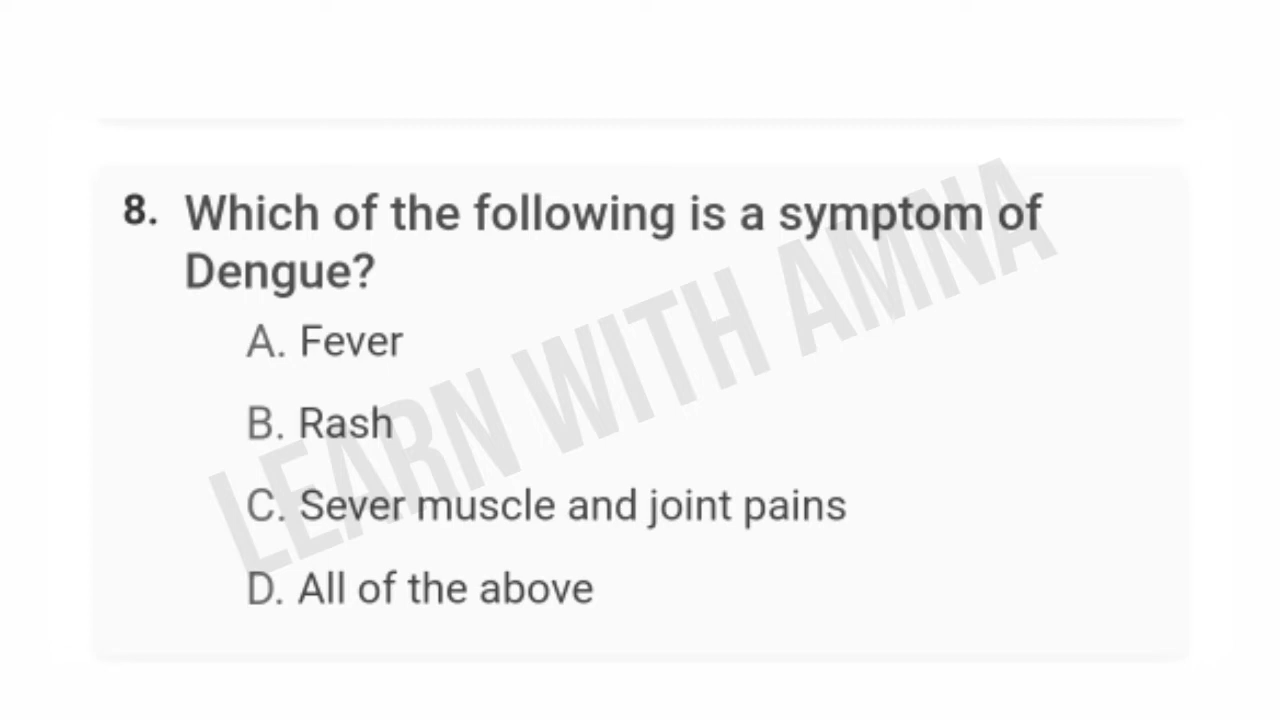 8. Which of the following is a symptom of
Dengue?
A. Fever
B. Rash
C. Sever muscle and joint pains
D. All of the above
LEARN WITH AMNA